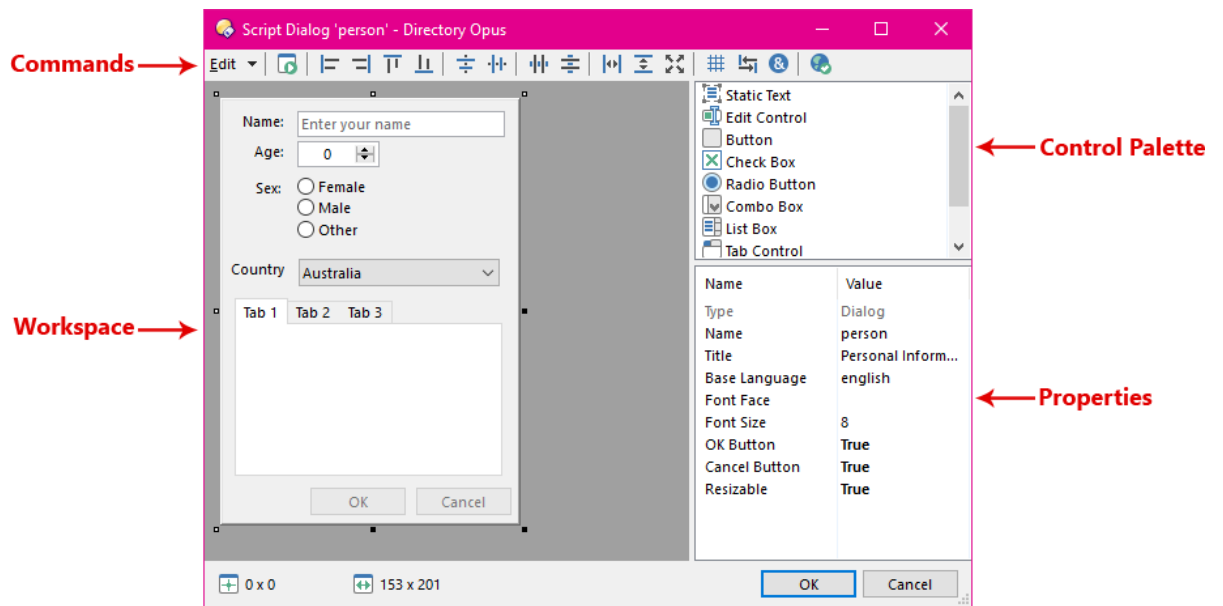 Script Dialog 'person' - Directory Opus
Commands
Edit
Name: Enter your name
Age: 0
Sex: Female
Male
Other
Country Australia
Tab 1 Tab 2 Tab 3
OK Cancel
Workspace
Static Text
Edit Control
Button
Check Box
Radio Button
Combo Box
List Box
Tab Control
Control Palette
Name Value
Type Dialog
Name person
Title Personal Inform...
Base Language english
Font Face
Font Size 8
OK Button True
Cancel Button True
Resizable True
Properties
0 x 0 153 x 201
OK Cancel